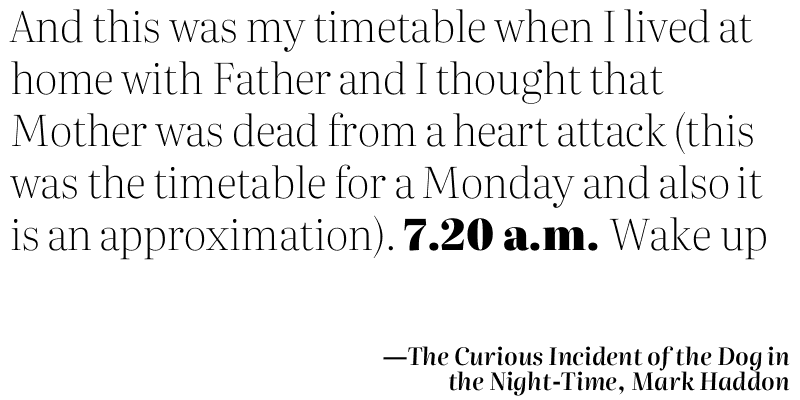 And this was my timetable when I lived at
home with Father and I thought that
Mother was dead from a heart attack (this
was the timetable for a Monday and also it
is an approximation). 7.20 a.m. Wake up
—The Curious Incident of the Dog in
the Night-Time, Mark Haddon